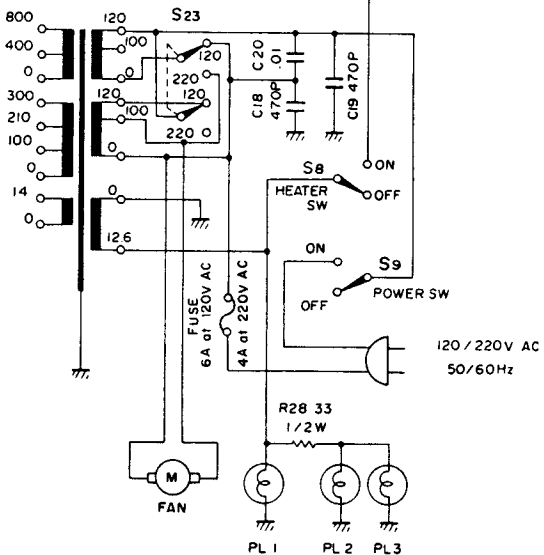 800
400
0
300
210
100
0
14
0
120
100
0
120
100
0
0
12.6
S23
120
220
120
220
C20
.01
C18
470P
C19 470P
ON
S8
HEATER
SW
OFF
ON
S9
OFF
POWER SW
FUSE
6A at 120V AC
4A at 220V AC
120/220V AC
50/60Hz
R28 33
1/2W
M
FAN
PL 1
PL 2
PL3